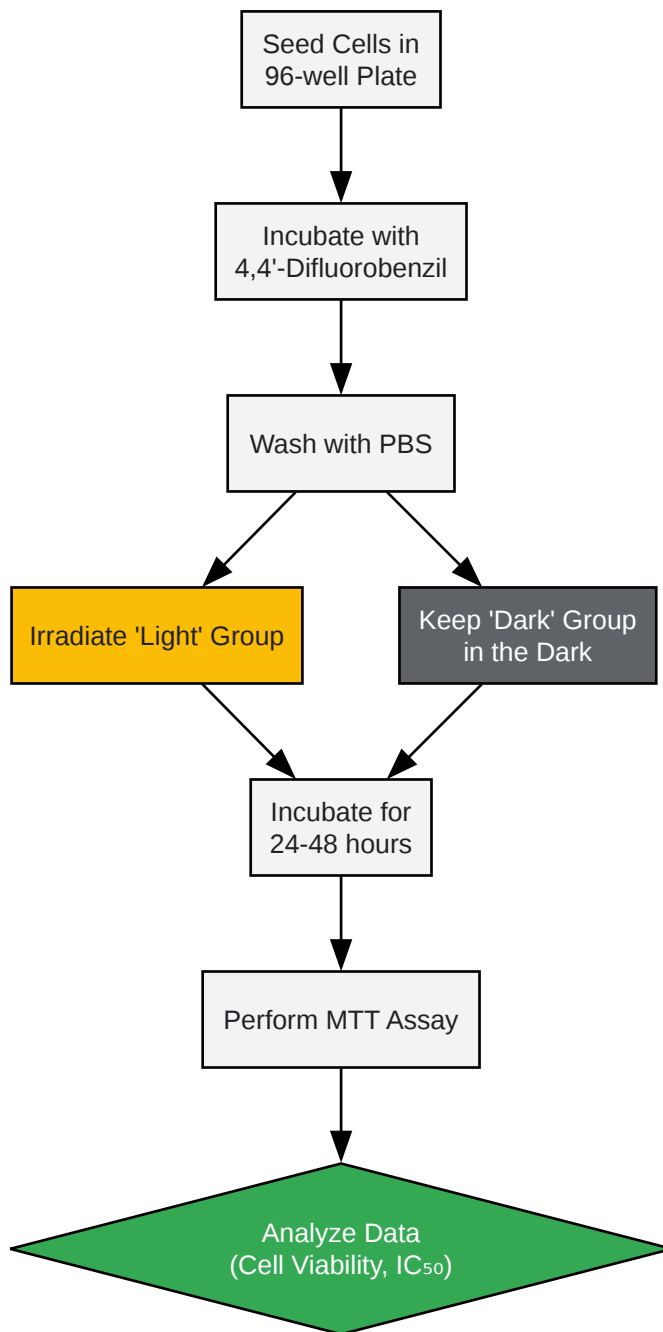 Seed Cells in
96-well Plate
Incubate with
4,4'-Difluorobenzil
Wash with PBS
Irradiate 'Light' Group
Keep 'Dark' Group
in the Dark
Incubate for
24-48 hours
Perform MTT Assay
Analyze Data
(Cell Viability, IC₅₀)